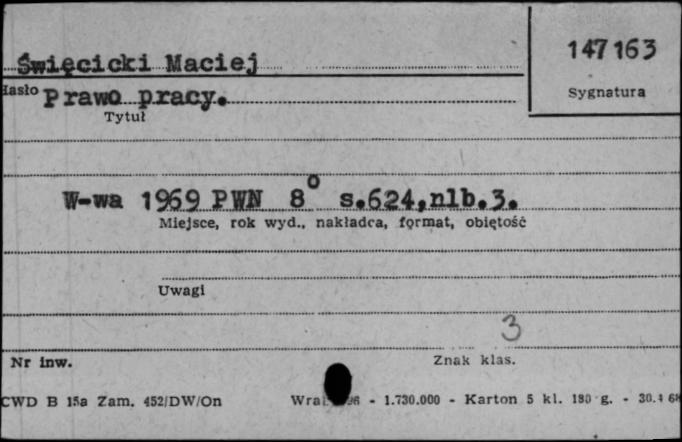 147163
Święcicki Maciej
Sygnatura
Hasło Prawo pracy.
Tytuł
W-wa 1969 PWN 8° s.624,nlb.3.
Miejsce, rok wyd., nakładca, format, objętość
Uwagi
3
Nr inw.
Znak klas.
CWD B 15a Zam. 452/DW/On
- 1.730.000 - Karton 5 kl. 180 g. - 30.4 68